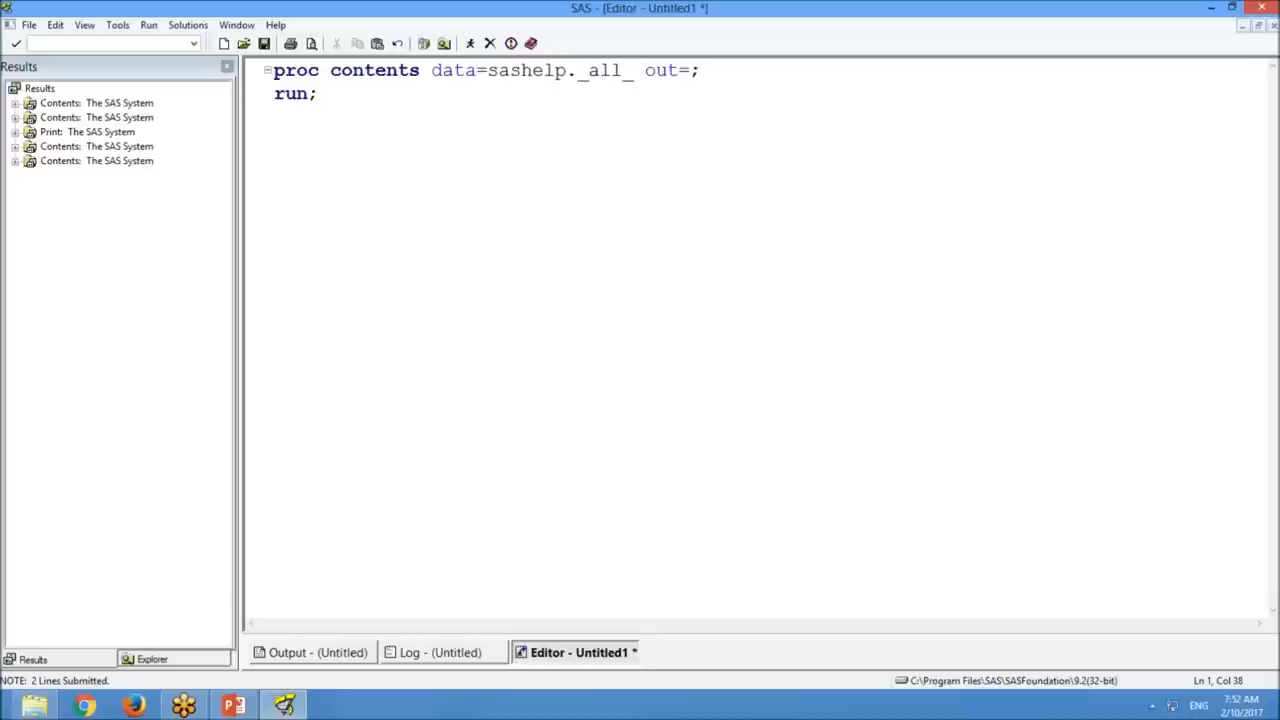 SAS - [Editor - Untitled1 *]
File Edit View Tools Run Solutions Window Help
Results
Results
Contents: The SAS System
Contents: The SAS System
Print: The SAS System
Contents: The SAS System
Contents: The SAS System
proc contents data=sashelp._all_ out=;
run;
Results
Explorer
Output - (Untitled)
Log - (Untitled)
Editor - Untitled1 *
NOTE: 2 Lines Submitted.
C:\Program Files\SAS\SASFoundation\9.2(32-bit)
Ln 1, Col 38
ENG
7:52 AM
2/10/2017